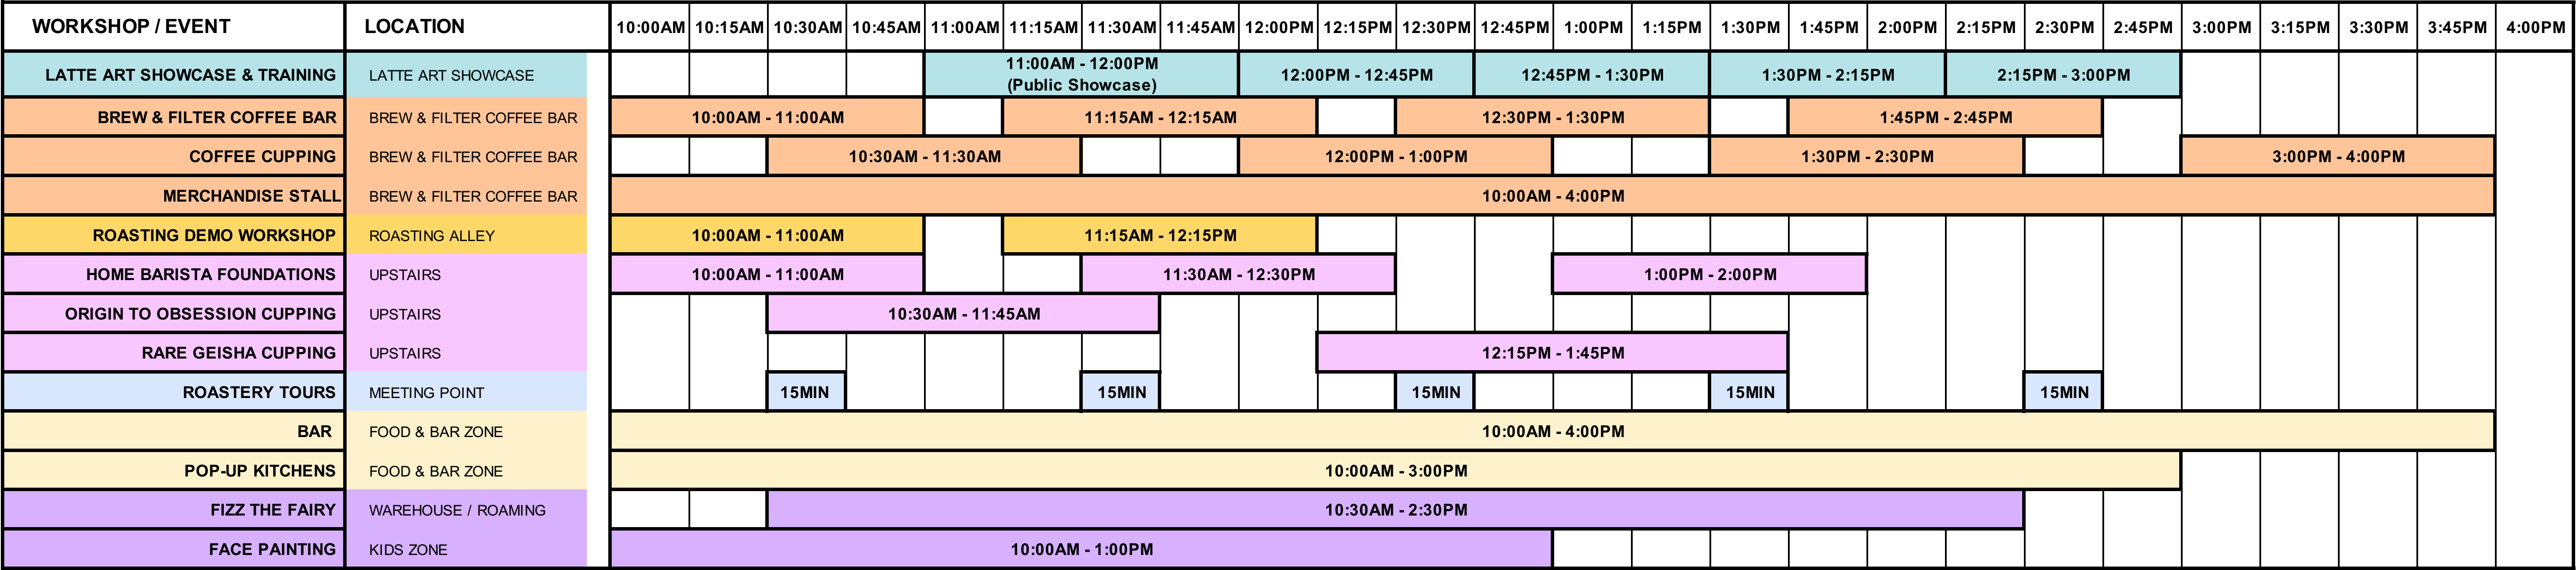 WORKSHOP / EVENT LOCATION 10:00AM 10:15AM 10:30AM 10:45AM 11:00AM 11:15AM 11:30AM 11:45AM 12:00PM 12:15PM 12:30PM 12:45PM 1:00PM 1:15PM 1:30PM 1:45PM 2:00PM 2:15PM 2:30PM 2:45PM 3:00PM 3:15PM 3:30PM 3:45PM 4:00PM
LATTE ART SHOWCASE & TRAINING LATTE ART SHOWCASE 11:00AM - 12:00PM (Public Showcase) 12:00PM - 12:45PM 12:45PM - 1:30PM 1:30PM - 2:15PM 2:15PM - 3:00PM
BREW & FILTER COFFEE BAR BREW & FILTER COFFEE BAR 10:00AM - 11:00AM 11:15AM - 12:15AM 12:30PM - 1:30PM 1:45PM - 2:45PM
COFFEE CUPPING BREW & FILTER COFFEE BAR 10:30AM - 11:30AM 12:00PM - 1:00PM 1:30PM - 2:30PM 3:00PM - 4:00PM
MERCHANDISE STALL BREW & FILTER COFFEE BAR 10:00AM - 4:00PM
ROASTING DEMO WORKSHOP ROASTING ALLEY 10:00AM - 11:00AM 11:15AM - 12:15PM
HOME BARISTA FOUNDATIONS UPSTAIRS 10:00AM - 11:00AM 11:30AM - 12:30PM 1:00PM - 2:00PM
ORIGIN TO OBSESSION CUPPING UPSTAIRS 10:30AM - 11:45AM
RARE GEISHA CUPPING UPSTAIRS 12:15PM - 1:45PM
ROASTERY TOURS MEETING POINT 15MIN 15MIN 15MIN 15MIN 15MIN
BAR FOOD & BAR ZONE 10:00AM - 4:00PM
POP-UP KITCHENS FOOD & BAR ZONE 10:00AM - 3:00PM
FIZZ THE FAIRY WAREHOUSE / ROAMING 10:30AM - 2:30PM
FACE PAINTING KIDS ZONE 10:00AM - 1:00PM